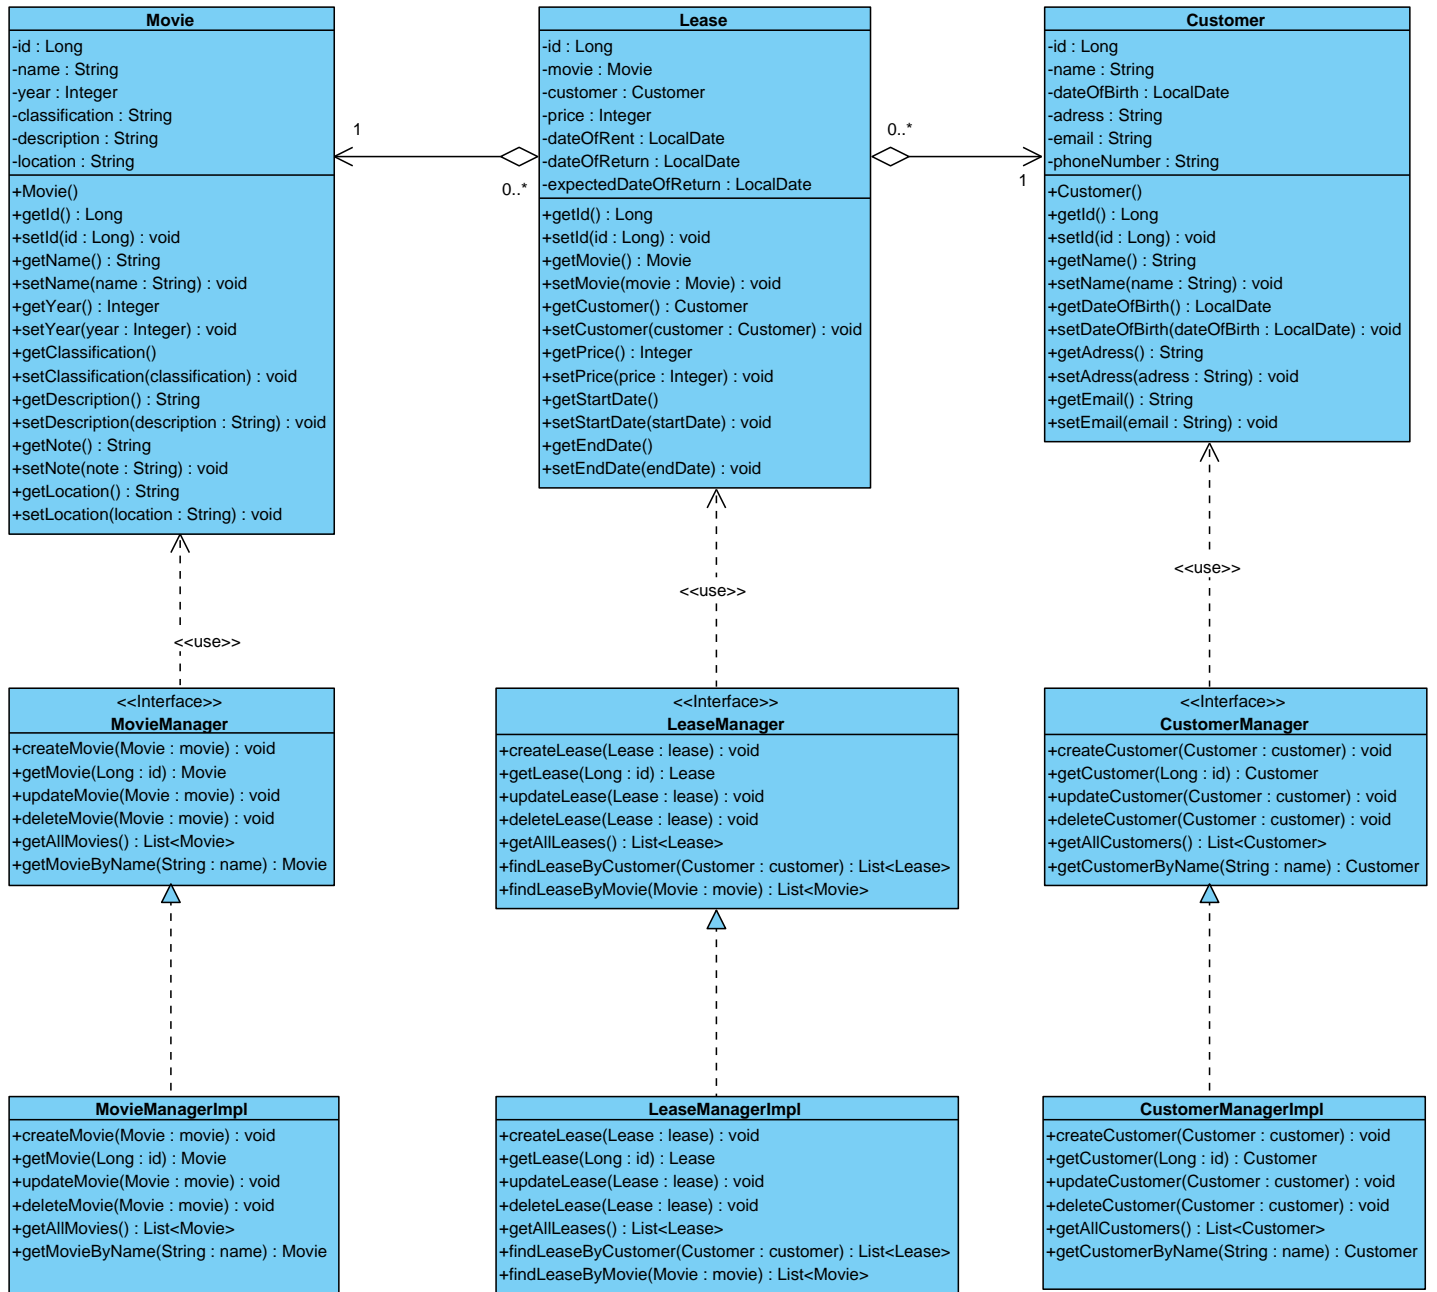 Movie
-id : Long
-name : String
-year : Integer
-classification : String
-description : String
-location : String
+Movie()
+getId() : Long
+setId(id : Long) : void
+getName() : String
+setName(name : String) : void
+getYear() : Integer
+setYear(year : Integer) : void
+getClassification()
+setClassification(classification) : void
+getDescription() : String
+setDescription(description : String) : void
+getNote() : String
+setNote(note : String) : void
+getLocation() : String
+setLocation(location : String) : void
1
0..*
Lease
-id : Long
-movie : Movie
-customer : Customer
-price : Integer
-dateOfRent : LocalDate
-dateOfReturn : LocalDate
-expectedDateOfReturn : LocalDate
+getId() : Long
+setId(id : Long) : void
+getMovie() : Movie
+setMovie(movie : Movie) : void
+getCustomer() : Customer
+setCustomer(customer : Customer) : void
+getPrice() : Integer
+setPrice(price : Integer) : void
+getStartDate()
+setStartDate(startDate) : void
+getEndDate()
+setEndDate(endDate) : void
0..*
1
Customer
-id : Long
-name : String
-dateOfBirth : LocalDate
-adress : String
-email : String
-phoneNumber : String
+Customer()
+getId() : Long
+setId(id : Long) : void
+getName() : String
+setName(name : String) : void
+getDateOfBirth() : LocalDate
+setDateOfBirth(dateOfBirth : LocalDate) : void
+getAdress() : String
+setAdress(adress : String) : void
+getEmail() : String
+setEmail(email : String) : void
<<use>>
<<use>>
<<use>>
<<Interface>>
MovieManager
+createMovie(Movie : movie) : void
+getMovie(Long : id) : Movie
+updateMovie(Movie : movie) : void
+deleteMovie(Movie : movie) : void
+getAllMovies() : List<Movie>
+getMovieByName(String : name) : Movie
<<Interface>>
LeaseManager
+createLease(Lease : lease) : void
+getLease(Long : id) : Lease
+updateLease(Lease : lease) : void
+deleteLease(Lease : lease) : void
+getAllLeases() : List<Lease>
+findLeaseByCustomer(Customer : customer) : List<Lease>
+findLeaseByMovie(Movie : movie) : List<Movie>
<<Interface>>
CustomerManager
+createCustomer(Customer : customer) : void
+getCustomer(Long : id) : Customer
+updateCustomer(Customer : customer) : void
+deleteCustomer(Customer : customer) : void
+getAllCustomers() : List<Customer>
+getCustomerByName(String : name) : Customer
MovieManagerImpl
+createMovie(Movie : movie) : void
+getMovie(Long : id) : Movie
+updateMovie(Movie : movie) : void
+deleteMovie(Movie : movie) : void
+getAllMovies() : List<Movie>
+getMovieByName(String : name) : Movie
LeaseManagerImpl
+createLease(Lease : lease) : void
+getLease(Long : id) : Lease
+updateLease(Lease : lease) : void
+deleteLease(Lease : lease) : void
+getAllLeases() : List<Lease>
+findLeaseByCustomer(Customer : customer) : List<Lease>
+findLeaseByMovie(Movie : movie) : List<Movie>
CustomerManagerImpl
+createCustomer(Customer : customer) : void
+getCustomer(Long : id) : Customer
+updateCustomer(Customer : customer) : void
+deleteCustomer(Customer : customer) : void
+getAllCustomers() : List<Customer>
+getCustomerByName(String : name) : Customer